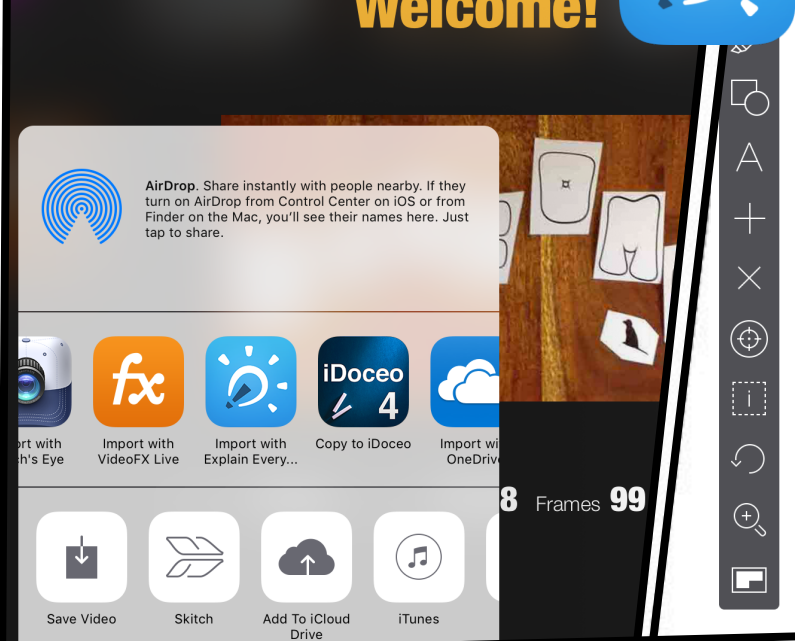 Welcome!
AirDrop. Share instantly with people nearby. If they
turn on AirDrop from Control Center on iOS or from
Finder on the Mac, you'll see their names here. Just
tap to share.
fx
iDoceo
4
rt with
h's Eye
Import with
VideoFX Live
Import with
Explain Every...
Copy to iDoceo
Import wi
OneDrive
8 Frames 99
Save Video
Skitch
Add To iCloud
Drive
iTunes
A
i